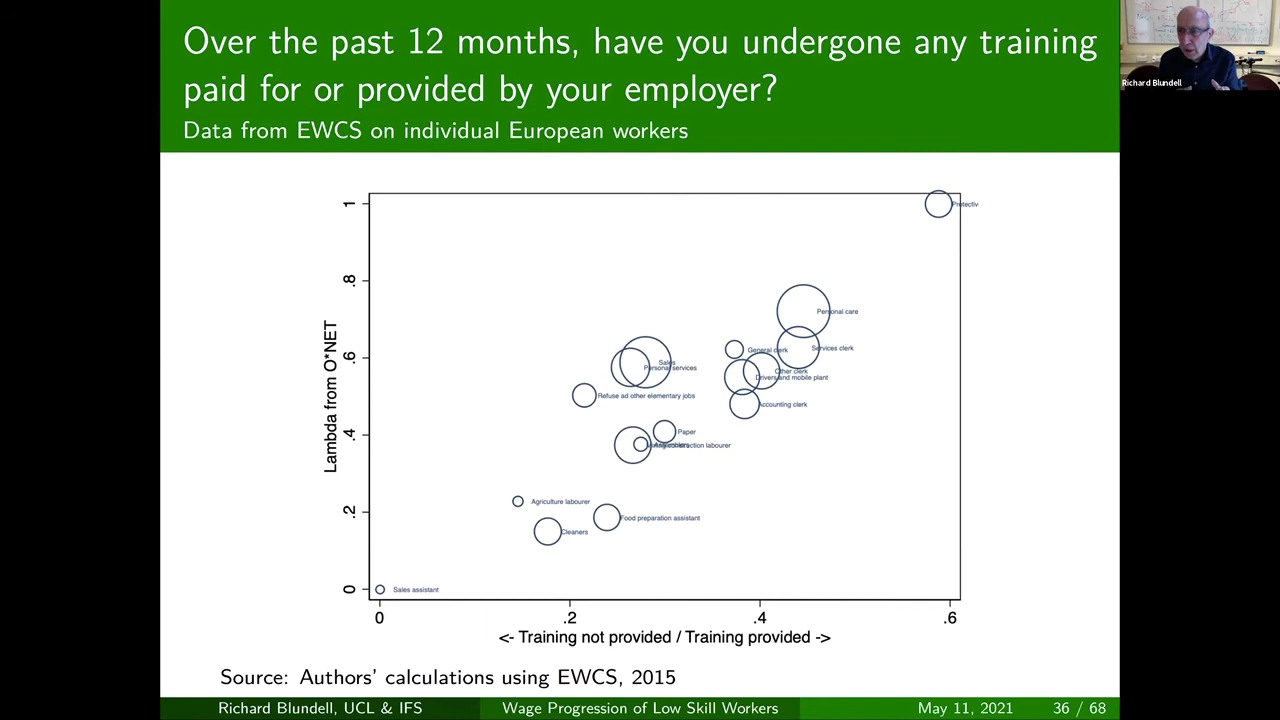 Over the past 12 months, have you undergone any training
paid for or provided by your employer?
Data from EWCS on individual European workers
Richard Blundell
Lambda from O*NET
1
.8
.6
.4
.2
0
Protectiv
Personal care
Services clerk
General clerk
Sales
Personal services
Other clerk
Drivers and mobile plant
Refuse ad other elementary jobs
Accounting clerk
Paper
construction labourer
Agriculture labourer
Food preparation assistant
Cleaners
Sales assistant
0
.2
.4
.6
<- Training not provided / Training provided ->
Source: Authors' calculations using EWCS, 2015
Richard Blundell, UCL & IFS
Wage Progression of Low Skill Workers
May 11, 2021
36 / 68